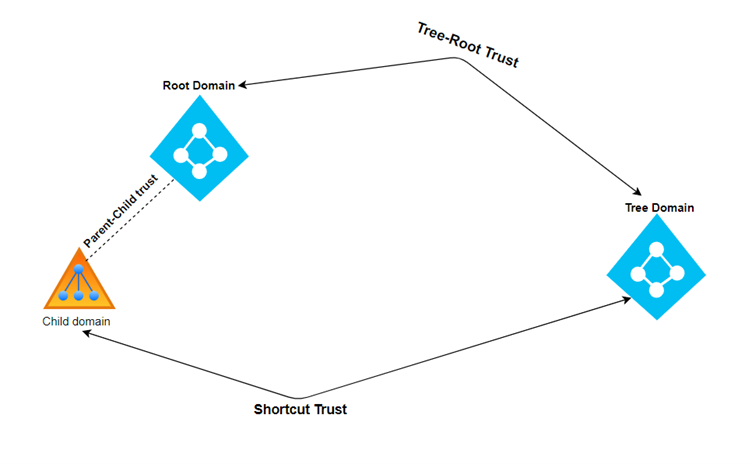 Tree-Root Trust
Root Domain
Parent-Child trust
Tree Domain
Child domain
Shortcut Trust